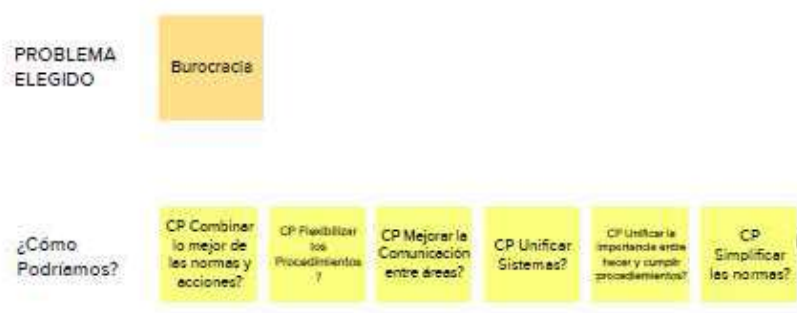 PROBLEMA
ELEGIDO
Burocracia
¿Cómo
Podríamos?
CP Combinar
lo mejor de
las normas y
acciones?
CP Flexibilizar
los
Procedimientos
?
CP Mejorar la
Comunicación
entre áreas?
CP Unificar
Sistemas?
CP Unificar la
importancia entre
hacer y cumplir
procedimientos?
CP
Simplificar
las normas?